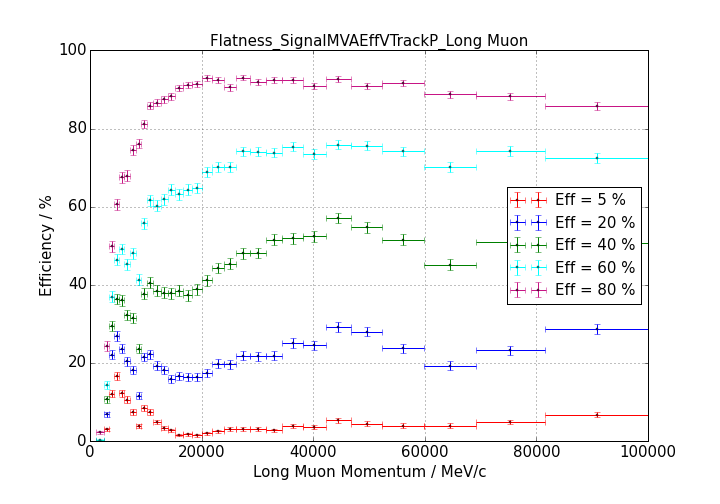 Flatness_SignalMVAEffVTrackP_Long Muon
100
80
60
40
20
0
Efficiency / %
Eff = 5 %
Eff = 20 %
Eff = 40 %
Eff = 60 %
Eff = 80 %
0 20000 40000 60000 80000 100000
Long Muon Momentum / MeV/c